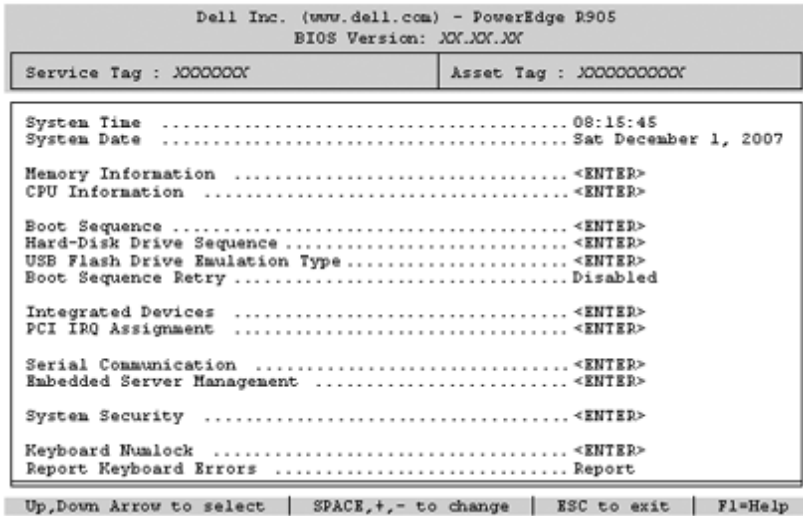 Dell Inc. (www.dell.com) - PowerEdge R905
BIOS Version: XX.XX.XX
Service Tag : XXXXXXX Asset Tag : XXXXXXXXXX
System Time ........................................08:15:45
System Date ........................................Sat December 1, 2007
Memory Information .................................<ENTER>
CPU Information ....................................<ENTER>
Boot Sequence .......................................<ENTER>
Hard-Disk Drive Sequence ............................<ENTER>
USB Flash Drive Emulation Type ......................<ENTER>
Boot Sequence Retry .................................Disabled
Integrated Devices .................................<ENTER>
PCI IRQ Assignment .................................<ENTER>
Serial Communication ...............................<ENTER>
Embedded Server Management .........................<ENTER>
System Security ....................................<ENTER>
Keyboard Numlock ...................................<ENTER>
Report Keyboard Errors .............................Report
Up,Down Arrow to select | SPACE,+,- to change | ESC to exit | F1=Help